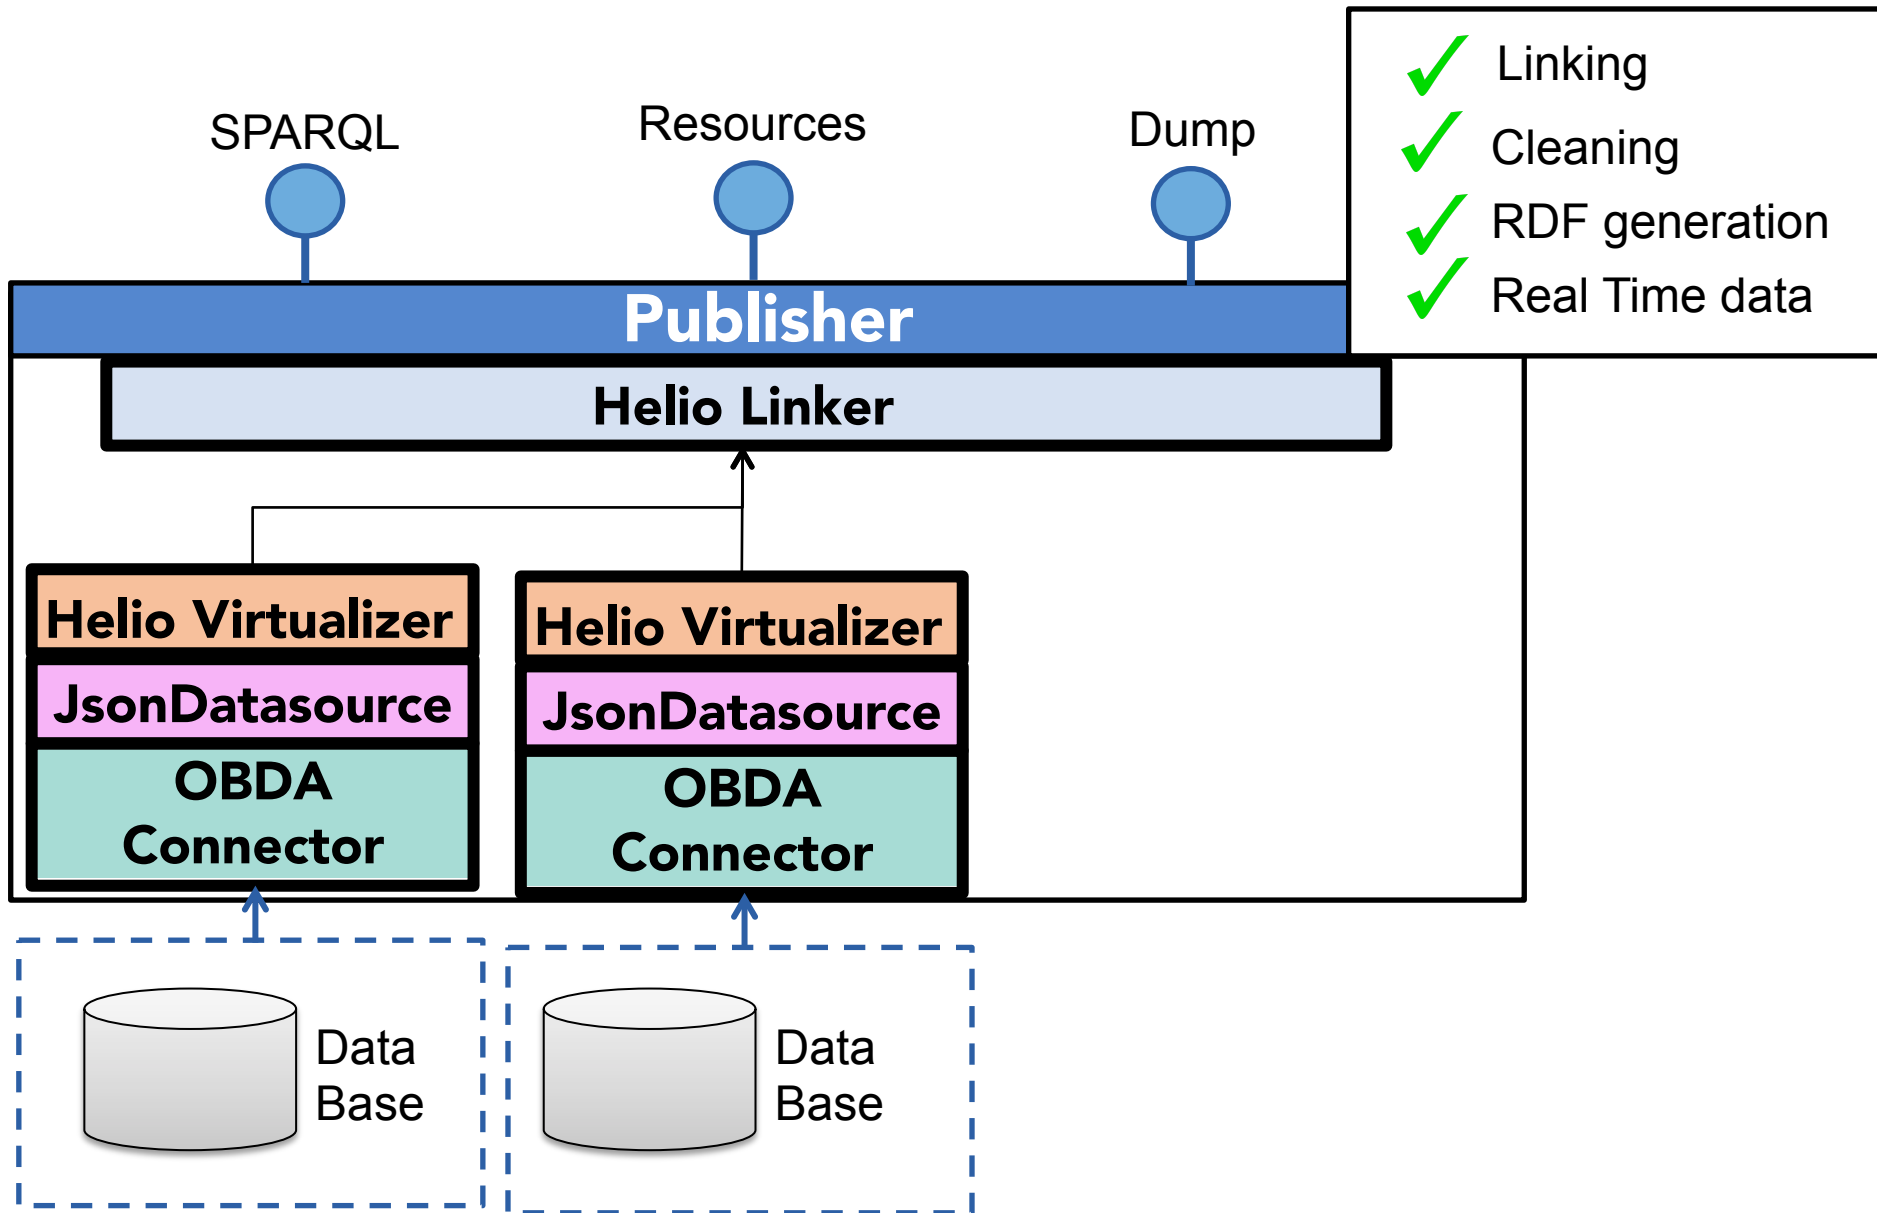 SPARQL
Resources
Dump
Linking
Cleaning
RDF generation
Real Time data
Publisher
Helio Linker
Helio Virtualizer
JsonDatasource
OBDA
Connector
Helio Virtualizer
JsonDatasource
OBDA
Connector
Data
Base
Data
Base